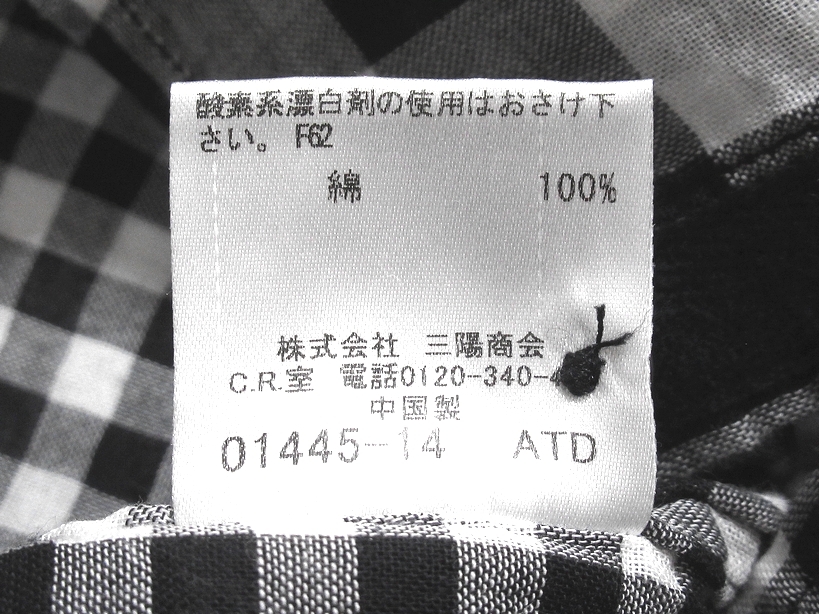 酸素系漂白剤の使用はおさけ下
さい。 F62
綿 100%
株式会社 三陽商会
C.R.室 電話0120-340-4
中国製
01445-14 ATD